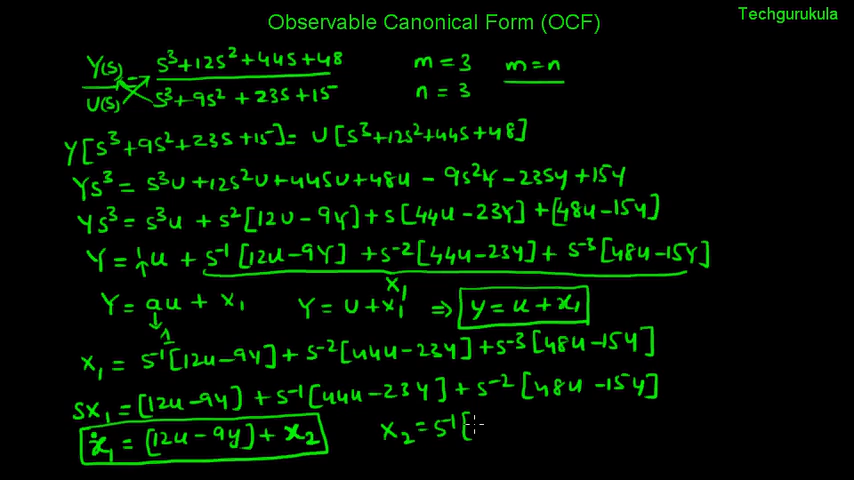 Observable Canonical Form (OCF)
Techgurukula
Y(s)/U(s) = (s³+12s²+44s+48)/(s³+9s²+23s+15) m=3 m=n
n=3
Y[s³+9s²+23s+15]= U[s³+12s²+44s+48]
Ys³ = s³u+12s²u+44su+48u - 9s²Y-23sy+15y
Ys³ = s³u + s²[12u-9Y]+s[44u-23Y]+[48u-15y]
Y = 1u + s⁻¹[12u-9Y] +s⁻²[44u-23y]+ s⁻³[48u-15Y]
X₁
Y = au + x₁ Y = u+x₁ ⇒ y = u+x₁
1
X₁ = s⁻¹[12u-9y]+ s⁻²[44u-23y]+s⁻³[48u-15y]
sX₁=[12u-9y] + s⁻¹[44u-23y]+ s⁻²[48u-15y]
ẋ₁ = [12u-9y]+ x₂ X₂=s⁻¹[